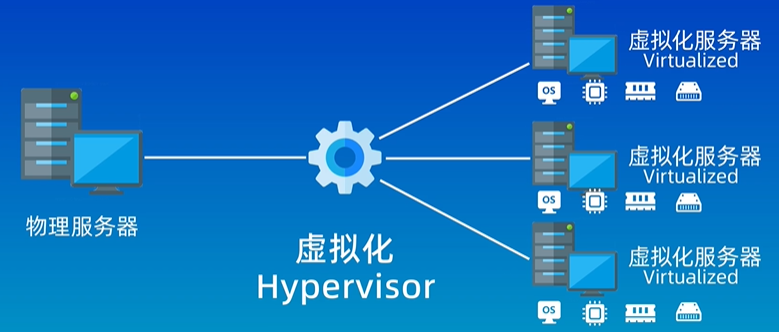 虚拟化服务器
Virtualized
OS
虚拟化服务器
Virtualized
OS
物理服务器
虚拟化
Hypervisor
虚拟化服务器
Virtualized
OS